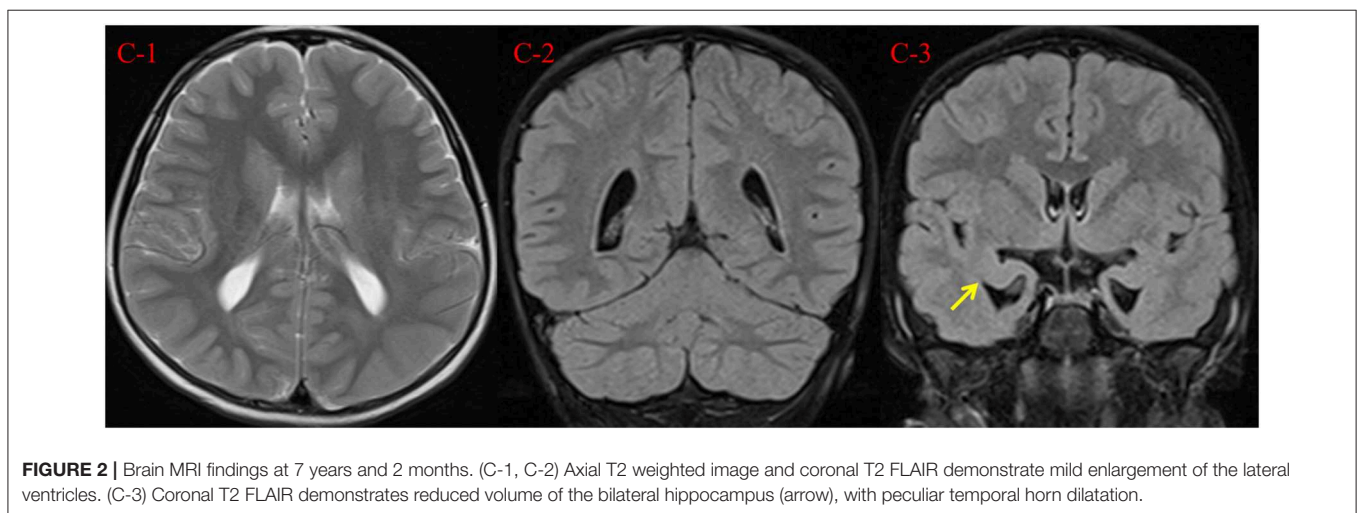 C-1
C-2
C-3
FIGURE 2 | Brain MRI findings at 7 years and 2 months. (C-1, C-2) Axial T2 weighted image and coronal T2 FLAIR demonstrate mild enlargement of the lateral
ventricles. (C-3) Coronal T2 FLAIR demonstrates reduced volume of the bilateral hippocampus (arrow), with peculiar temporal horn dilatation.